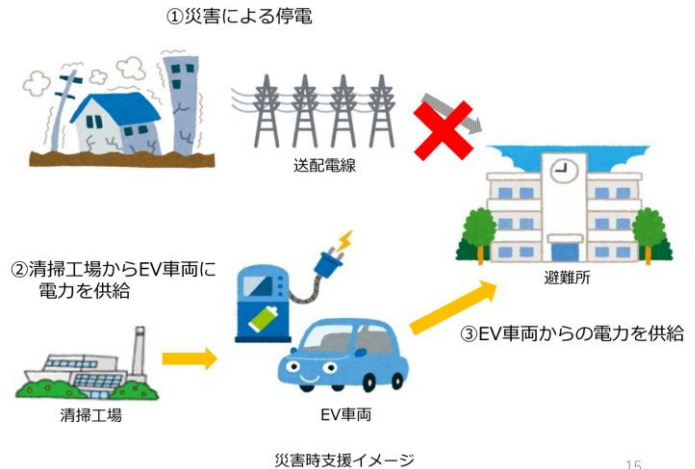 ①災害による停電
送配電線
避難所
②清掃工場からEV車両に
電力を供給
③EV車両からの電力を供給
清掃工場
EV車両
災害時支援イメージ
15